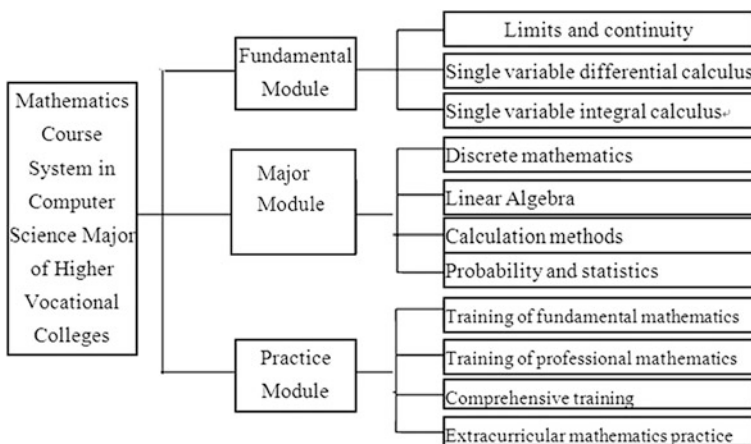 Mathematics
Course
System in
Computer
Science Major
of Higher
Vocational
Colleges
Fundamental
Module
Limits and continuity
Single variable differential calculus
Single variable integral calculus
Major
Module
Discrete mathematics
Linear Algebra
Calculation methods
Probability and statistics
Practice
Module
Training of fundamental mathematics
Training of professional mathematics
Comprehensive training
Extracurricular mathematics practice